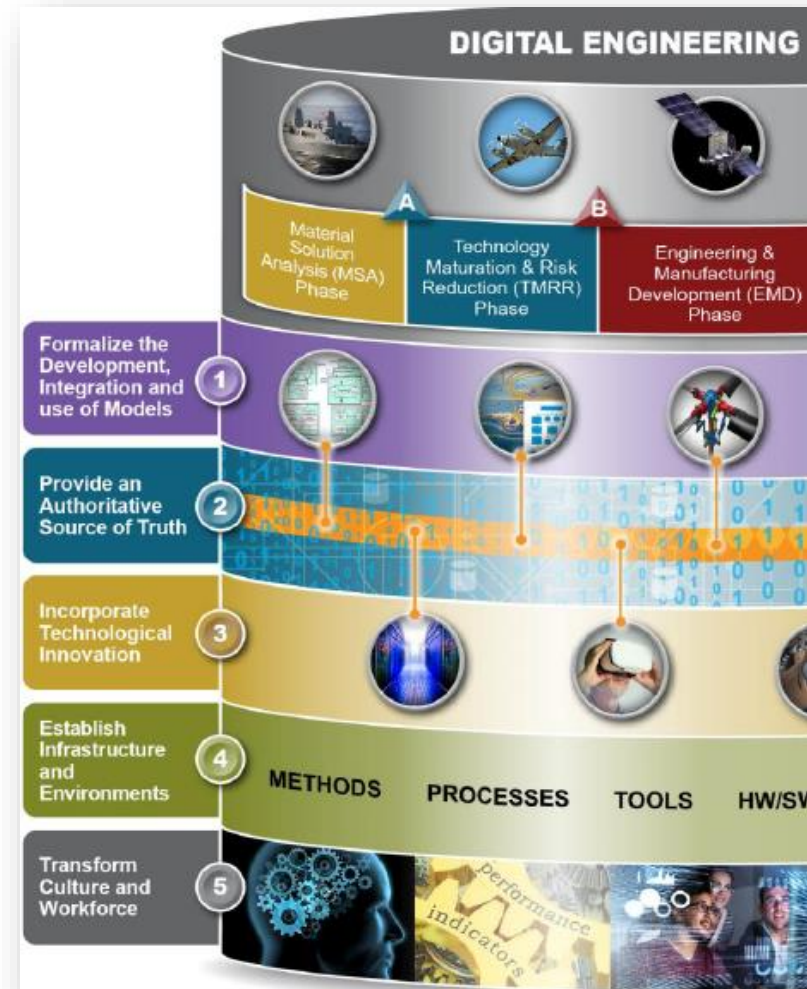 DIGITAL ENGINEERING
A
B
Material
Solution
Analysis (MSA)
Phase
Technology
Maturation & Risk
Reduction (TMRR)
Phase
Engineering &
Manufacturing
Development (EMD)
Phase
Formalize the
Development,
Integration and
use of Models
1
Provide an
Authoritative
Source of Truth
2
Incorporate
Technological
Innovation
3
Establish
Infrastructure
and
Environments
4
METHODS PROCESSES TOOLS HW/SW
Transform
Culture and
Workforce
5
performance
indicators